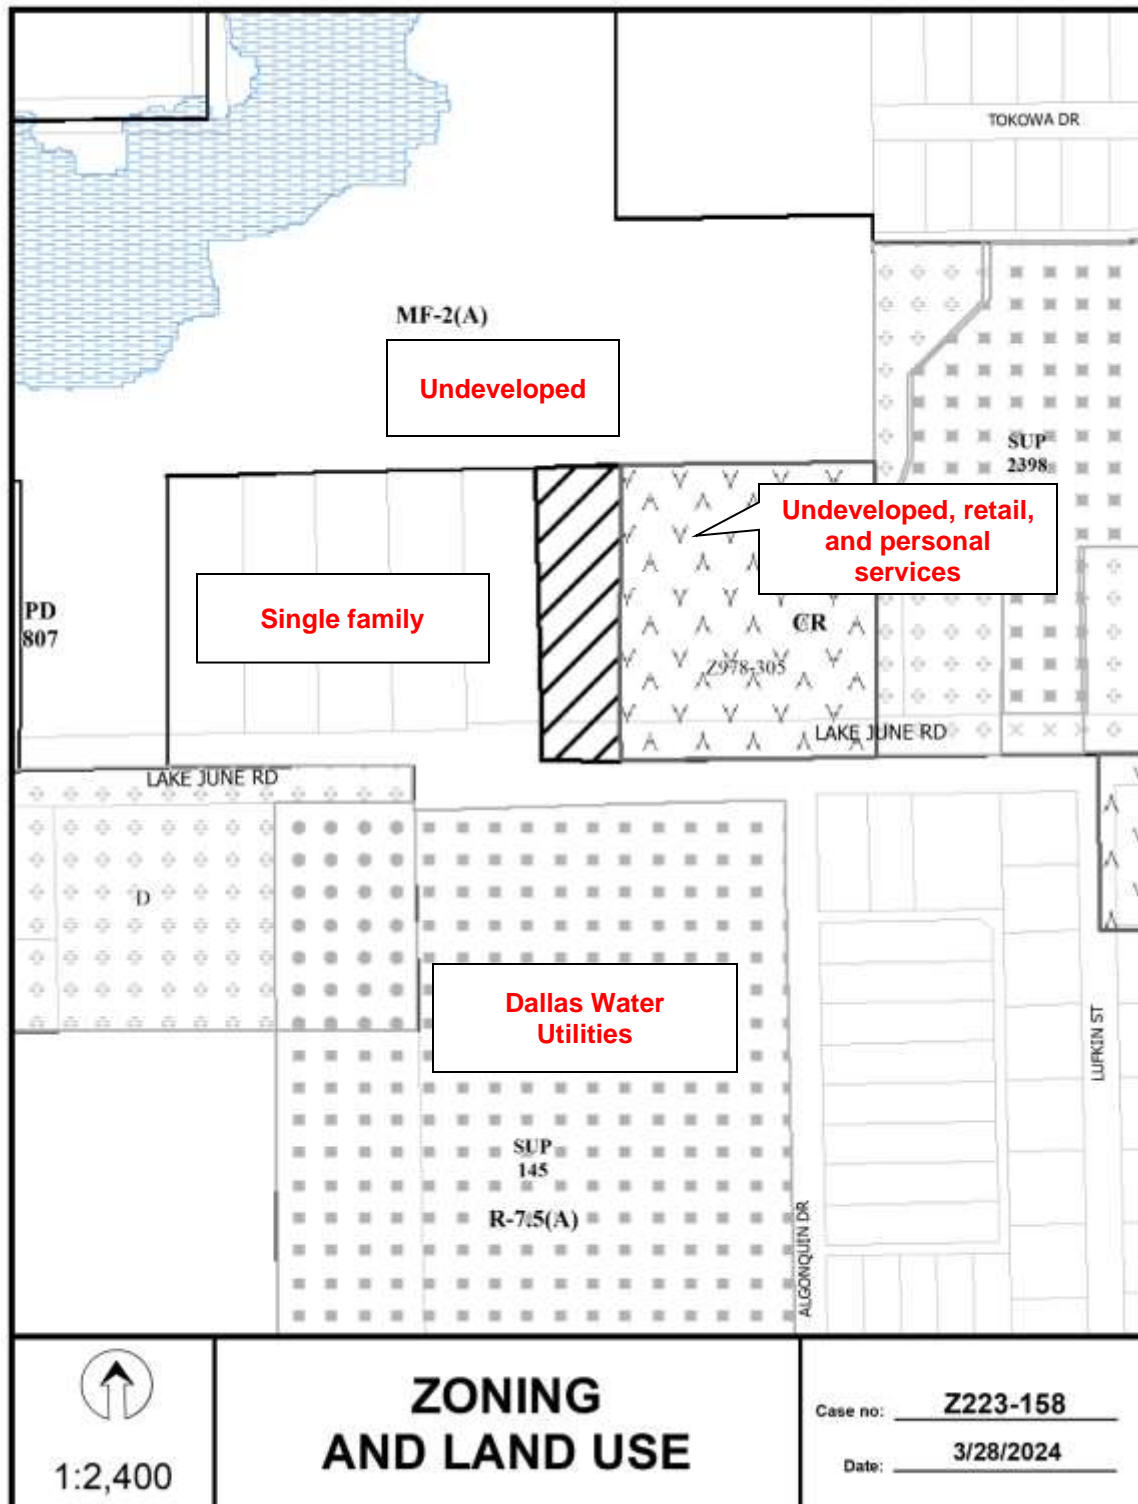 TOKOWA DR
MF-2(A)
Undeveloped
SUP
2398
Undeveloped, retail,
and personal
services
Single family
PD
807
CR
Z978-305
LAKE JUNE RD
LAKE JUNE RD
D
Dallas Water
Utilities
LUFKIN ST
SUP
145
R-7.5(A)
ALGONQUIN DR
1:2,400
ZONING
AND LAND USE
Case no: Z223-158
Date: 3/28/2024